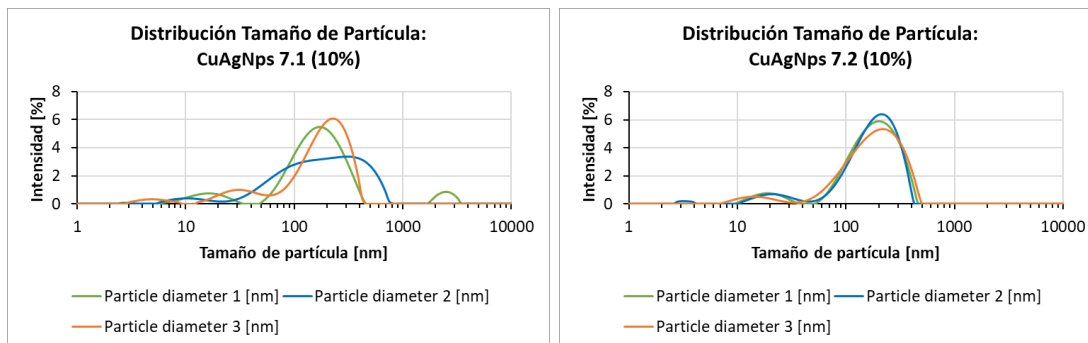 Distribución Tamaño de Partícula:
CuAgNps 7.1 (10%)
Intensidad [%]
8
6
4
2
0
1
10
100
1000
10000
Tamaño de partícula [nm]
Particle diameter 1 [nm]
Particle diameter 2 [nm]
Particle diameter 3 [nm]
Distribución Tamaño de Partícula:
CuAgNps 7.2 (10%)
Intensidad [%]
8
6
4
2
0
1
10
100
1000
10000
Tamaño de partícula [nm]
Particle diameter 1 [nm]
Particle diameter 2 [nm]
Particle diameter 3 [nm]